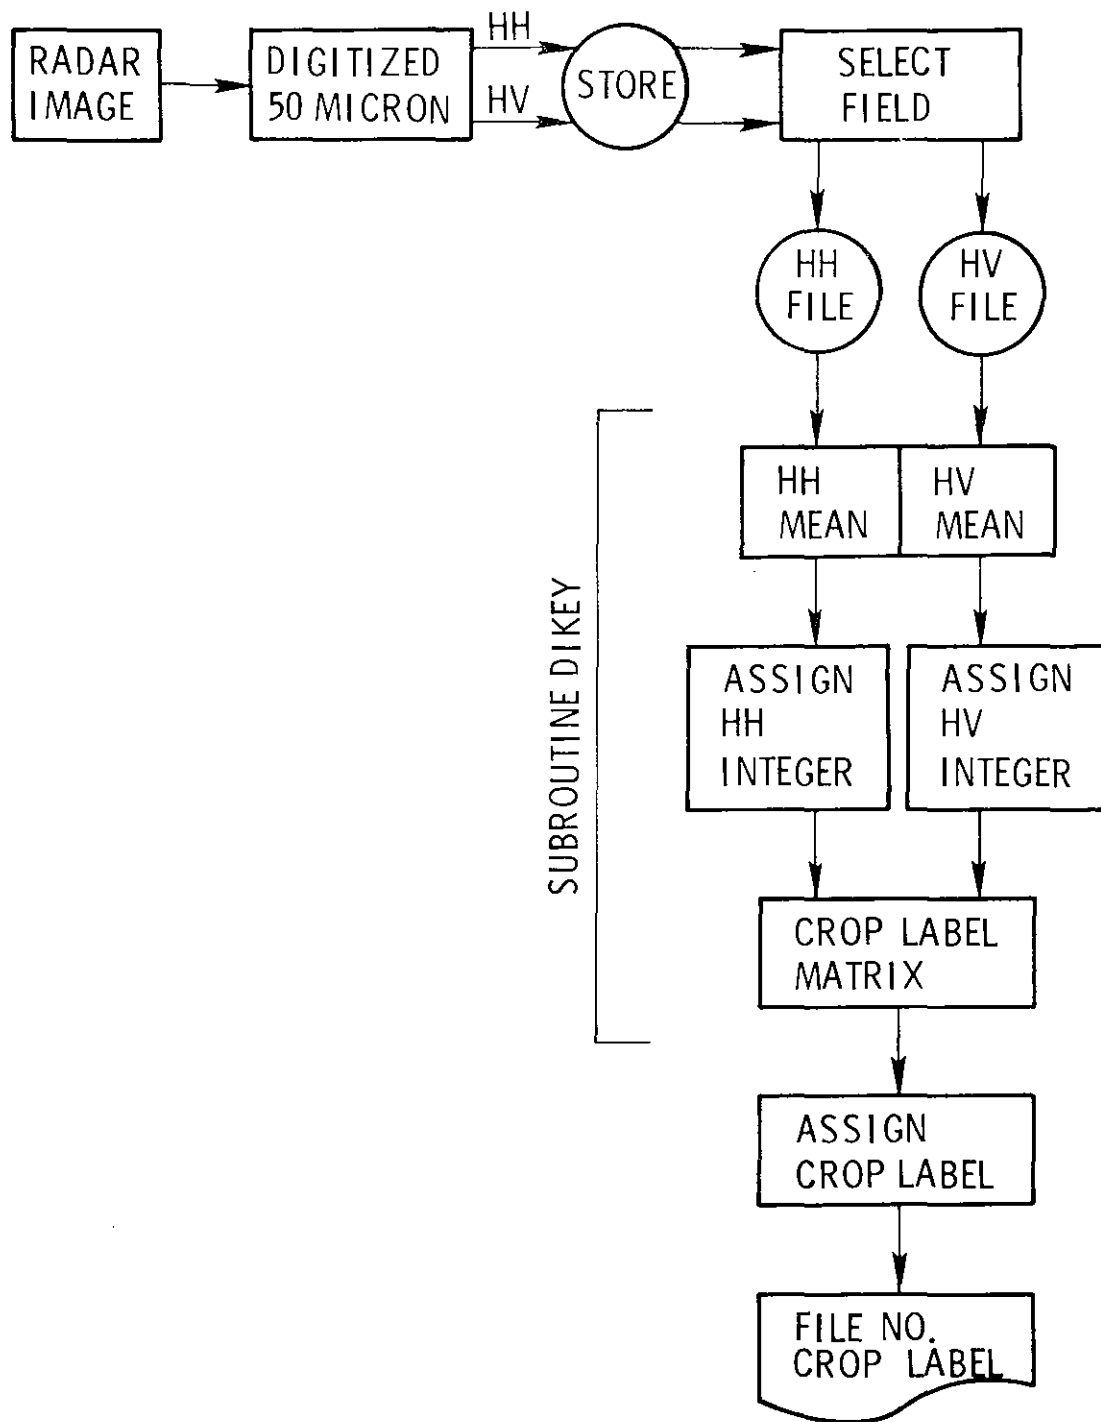 RADAR
IMAGE
DIGITIZED
50 MICRON
HH
HV
STORE
SELECT
FIELD
HH
FILE
HV
FILE
SUBROUTINE DIKEY
HH
MEAN
HV
MEAN
ASSIGN
HH
INTEGER
ASSIGN
HV
INTEGER
CROP LABEL
MATRIX
ASSIGN
CROP LABEL
FILE NO.
CROP LABEL